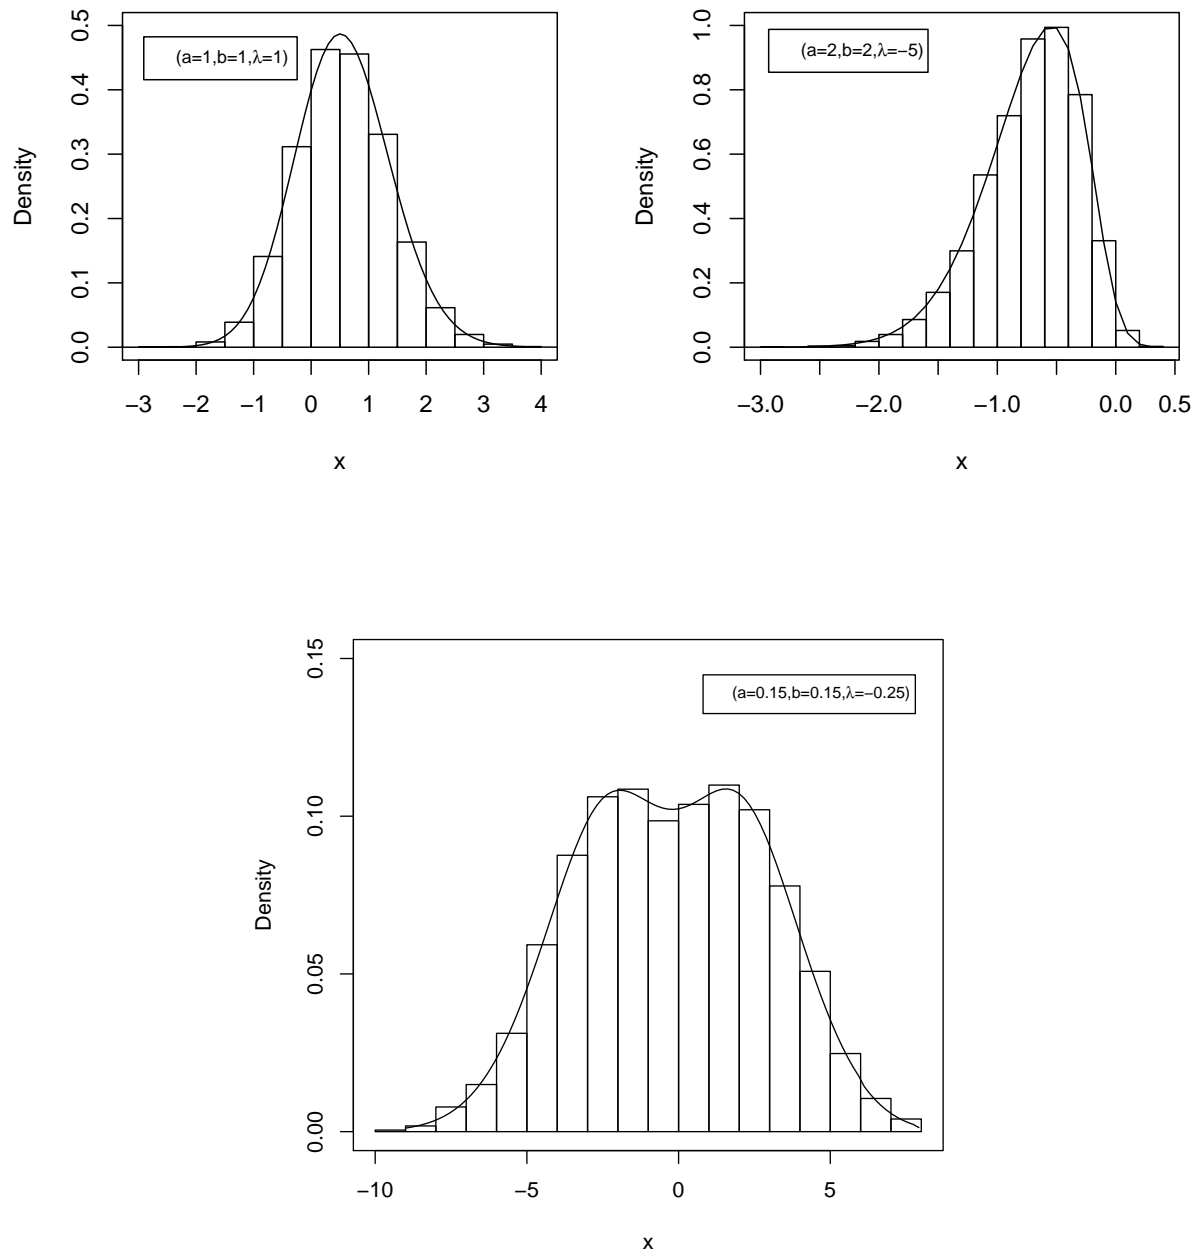 0.5
0.4
0.3
0.2
0.1
0.0
Density
(a=1,b=1,λ=1)
−3 −2 −1 0 1 2 3 4
x
1.0
0.8
0.6
0.4
0.2
0.0
Density
(a=2,b=2,λ=−5)
−3.0 −2.0 −1.0 0.0 0.5
x
0.15
0.10
0.05
0.00
Density
(a=0.15,b=0.15,λ=−0.25)
−10 −5 0 5
x